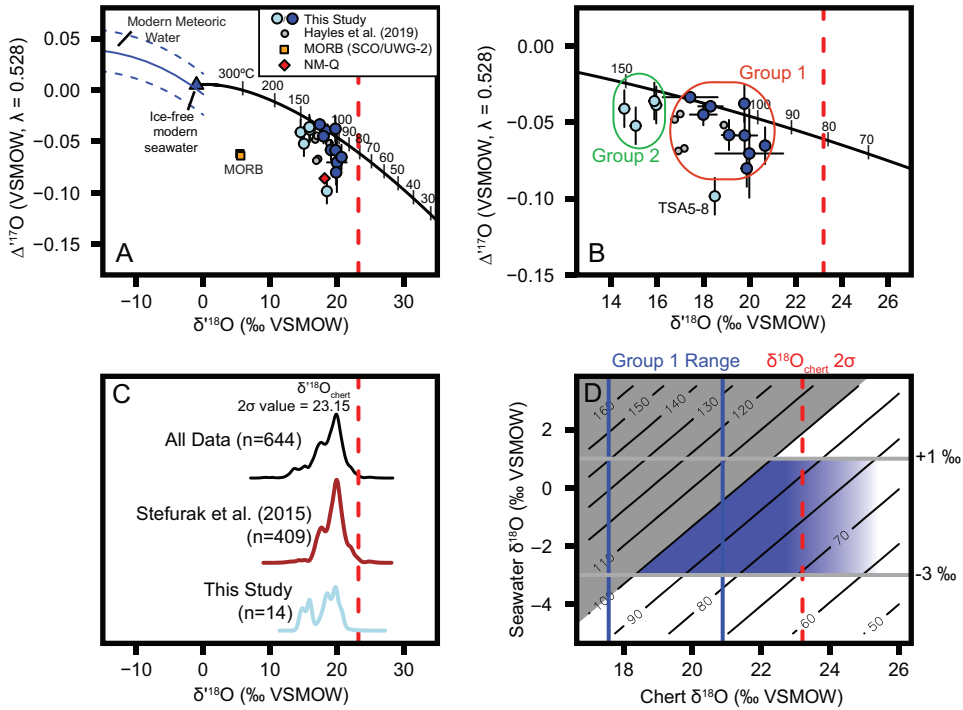 Modern Meteoric
Water
This Study
Hayles et al. (2019)
MORB (SCO/UWG-2)
NM-Q
300ºC
200
150
100
90
80
70
60
50
40
30
Ice-free
modern
seawater
MORB
A
0.05
0.00
−0.05
−0.10
−0.15
Δ'¹⁷O (VSMOW, λ = 0.528)
−10
0
10
20
30
δ'¹⁸O (‰ VSMOW)
150
Group 1
Group 2
100
90
80
70
TSA5-8
B
0.00
−0.05
−0.10
−0.15
Δ'¹⁷O (VSMOW, λ = 0.528)
14
16
18
20
22
24
26
δ'¹⁸O (‰ VSMOW)
C
δ'¹⁸O chert
2σ value = 23.15
All Data (n=644)
Stefurak et al. (2015)
(n=409)
This Study
(n=14)
−10
0
10
20
30
δ'¹⁸O (‰ VSMOW)
Group 1 Range
δ'¹⁸O chert 2σ
D
160
150
140
130
120
110
100
90
80
70
60
50
+1 ‰
-3 ‰
2
0
−2
−4
Seawater δ¹⁸O (‰ VSMOW)
18
20
22
24
26
Chert δ¹⁸O (‰ VSMOW)